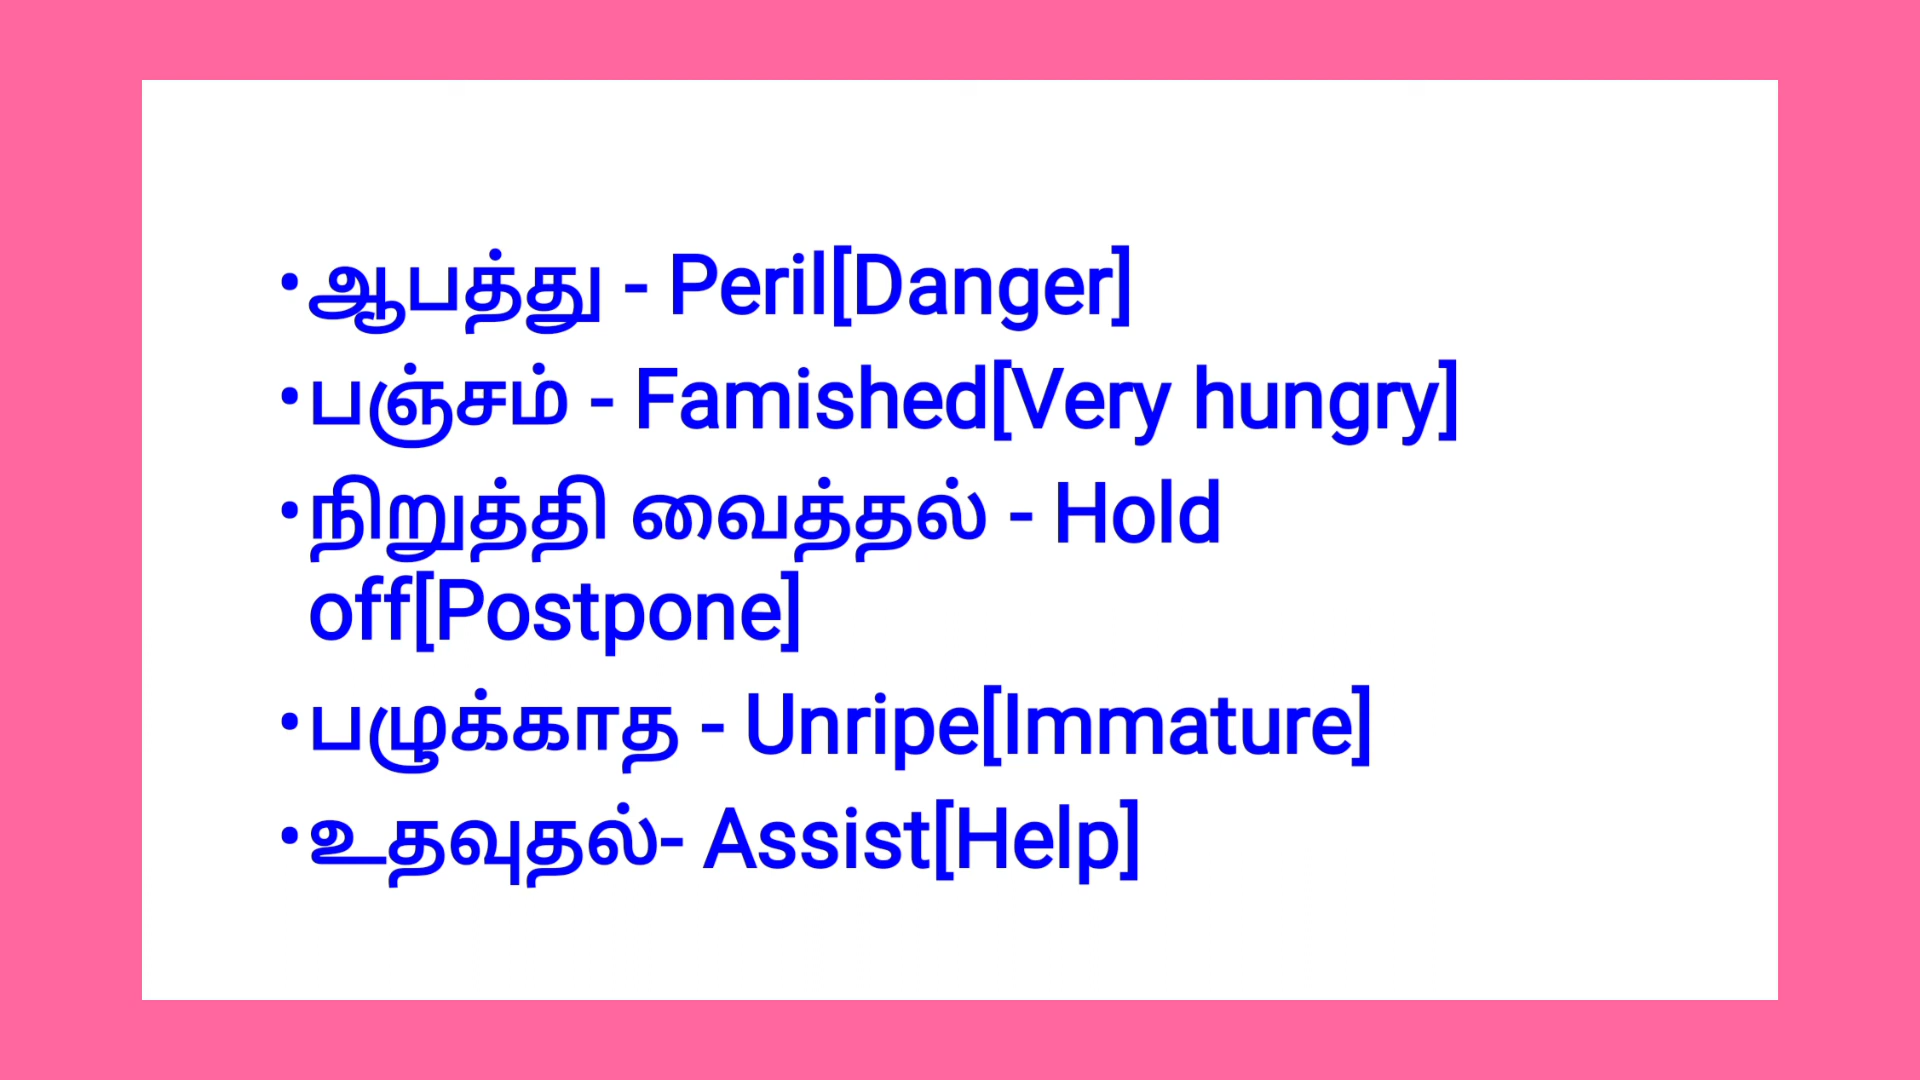 •ஆபத்து - Peril[Danger]
•பஞ்சம் - Famished[Very hungry]
•நிறுத்தி வைத்தல் - Hold
off[Postpone]
•பழுக்காத - Unripe[Immature]
•உதவுதல்- Assist[Help]